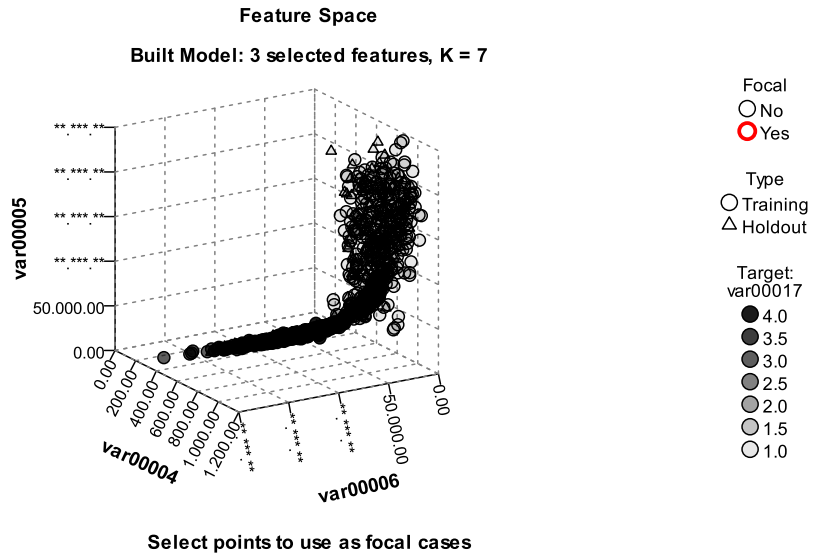 Feature Space
Built Model: 3 selected features, K = 7
Focal
No
Yes
Type
Training
Holdout
Target:
var00017
4.0
3.5
3.0
2.5
2.0
1.5
1.0
var00005
**.***.**
**.***.**
**.***.**
**.***.**
50.000.00
0.00
0.00
200.00
400.00
600.00
800.00
1.000.00
1.200.00
var00004
**.***.**
**.***.**
**.***.**
50.000.00
0.00
var00006
Select points to use as focal cases